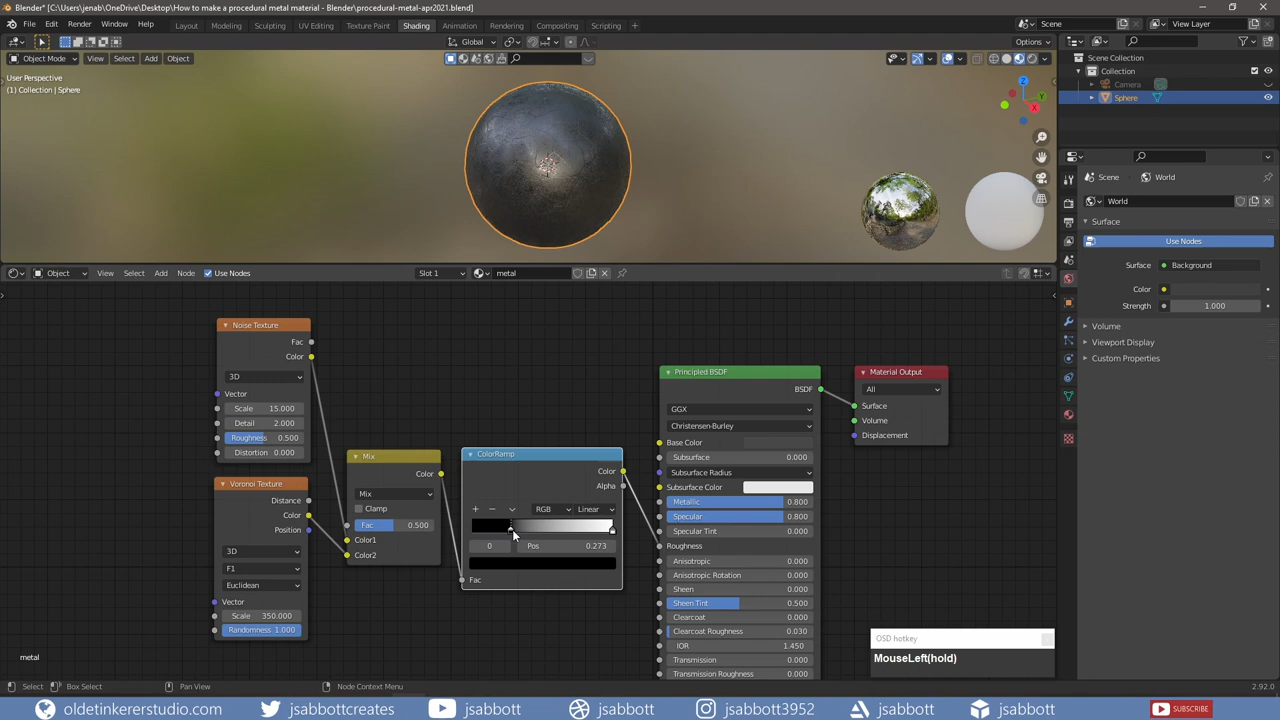 Blender* [C:\Users\jenab\OneDrive\Desktop\How to make a procedural metal material - Blender\procedural-metal-apr2021.blend]
File Edit Render Window Help Layout Modeling Sculpting UV Editing Texture Paint Shading Animation Rendering Compositing Scripting + Scene View Layer
Global Options
Object Mode View Select Add Object
User Perspective
(1) Collection | Sphere
Scene Collection
Collection
Camera
Sphere
Scene World
World
Surface
Use Nodes
Surface Background
Color
Strength 1.000
Volume
Viewport Display
Custom Properties
Object View Select Add Node Use Nodes Slot 1 metal
Noise Texture
Fac
Color
3D
Vector
Scale 15.000
Detail 2.000
Roughness 0.500
Distortion 0.000
Voronoi Texture
Distance
Color
Position
3D
F1
Euclidean
Vector
Scale 350.000
Randomness 1.000
Mix
Color
Mix
Clamp
Fac 0.500
Color1
Color2
ColorRamp
Color
Alpha
RGB Linear
0 Pos 0.273
Fac
Principled BSDF
BSDF
GGX
Christensen-Burley
Base Color
Subsurface 0.000
Subsurface Radius
Subsurface Color
Metallic 0.800
Specular 0.800
Specular Tint 0.000
Roughness
Anisotropic 0.000
Anisotropic Rotation 0.000
Sheen 0.000
Sheen Tint 0.500
Clearcoat 0.000
Clearcoat Roughness 0.030
IOR 1.450
Transmission 0.000
Transmission Roughness 0.000
Material Output
All
Surface
Volume
Displacement
OSD hotkey
MouseLeft(hold)
metal
Select Box Select Pan View Node Context Menu 2.92.0
oldetinkererstudio.com jsabbottcreates jsabbott jsabbott jsabbott3952 jsabbott jsabbott SUBSCRIBE